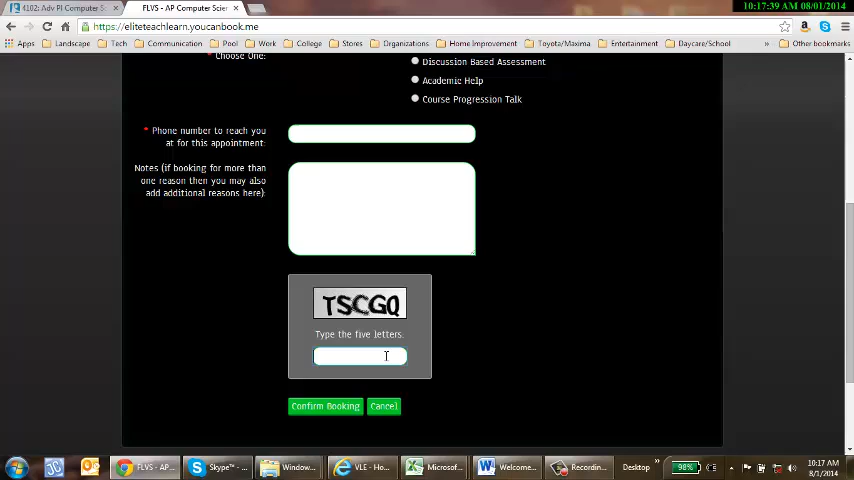 10:17:39 AM 08/01/2014
4102: Adv Pl Computer S
FLVS - AP Computer Scie
https://eliteteachlearn.youcanbook.me
Apps Landscape Tech Communication Pool Work College Stores Organizations Home Improvement Toyota/Maxima Entertainment Daycare/School » Other bookmarks
* Choose One:
Discussion Based Assessment
Academic Help
Course Progression Talk
* Phone number to reach you
at for this appointment:
Notes (if booking for more than
one reason then you may also
add additional reasons here):
TSCGQ
Type the five letters.
Confirm Booking Cancel
FLVS - AP... Skype™ - ... Window... VLE - Ho... Microsof... Welcome... Recordin... Desktop » 98% 10:17 AM
8/1/2014